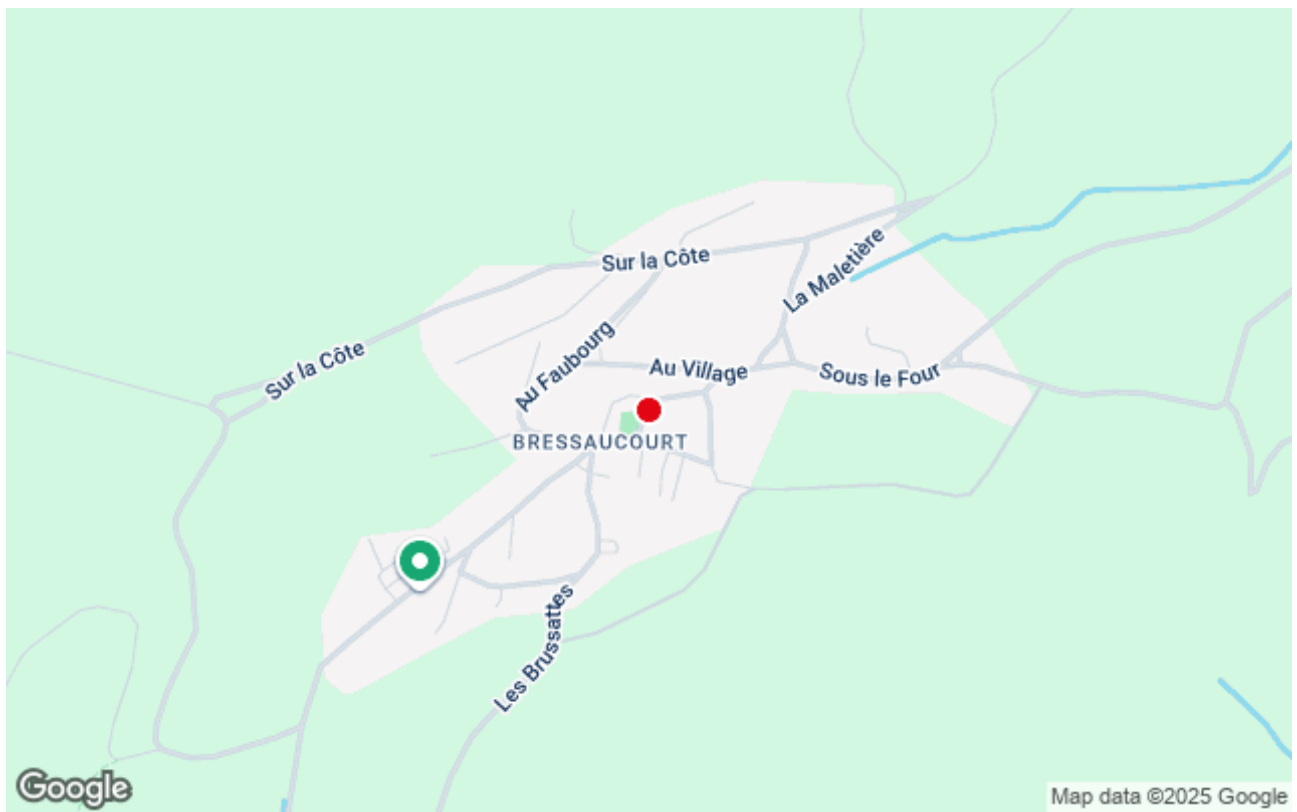 La Maletière
Sur la Côte
Sur la Côte
Au Faubourg
Au Village
Sous le Four
BRESSAUCOURT
Les Brussattes
Google
Map data ©2025 Google